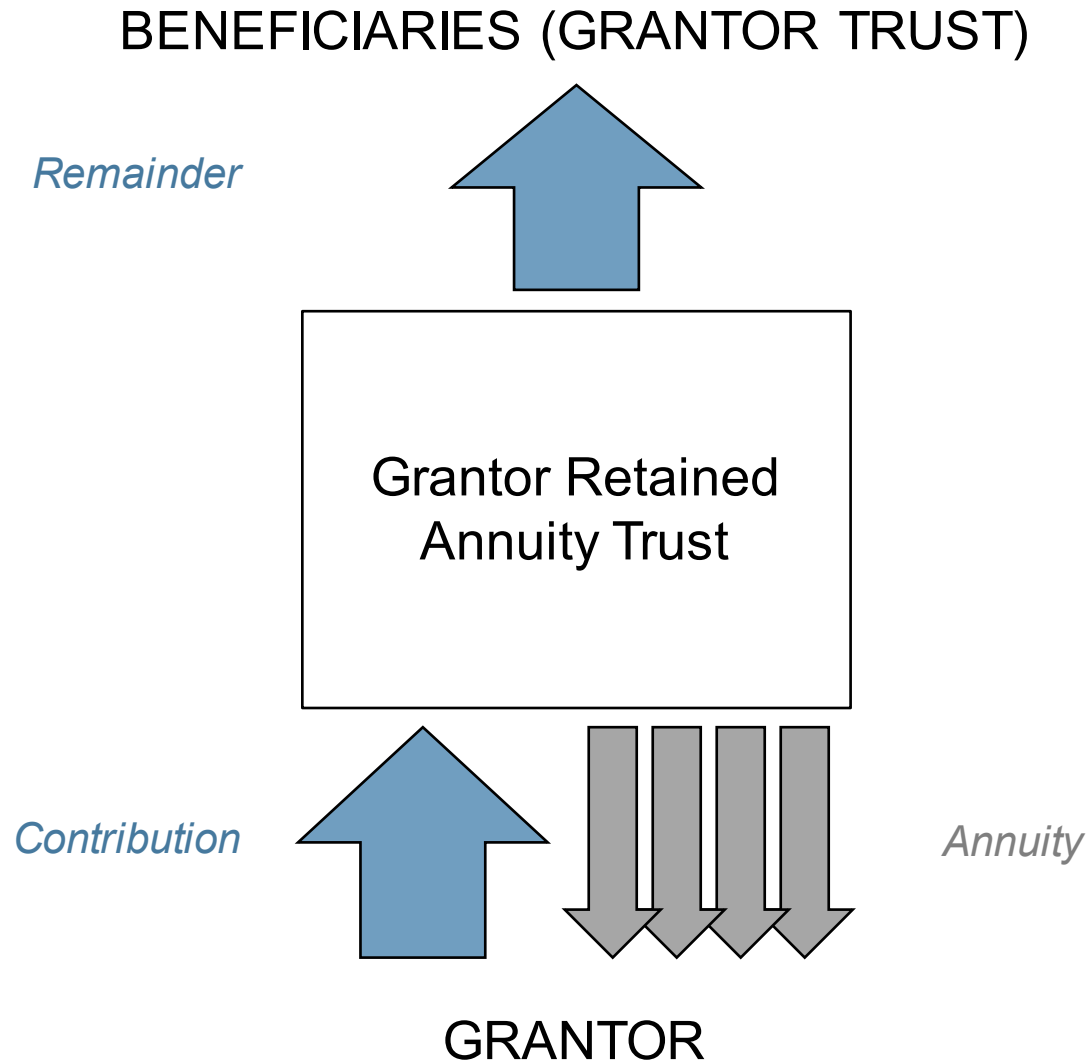 BENEFICIARIES (GRANTOR TRUST)
Remainder
Grantor Retained
Annuity Trust
Contribution
Annuity
GRANTOR